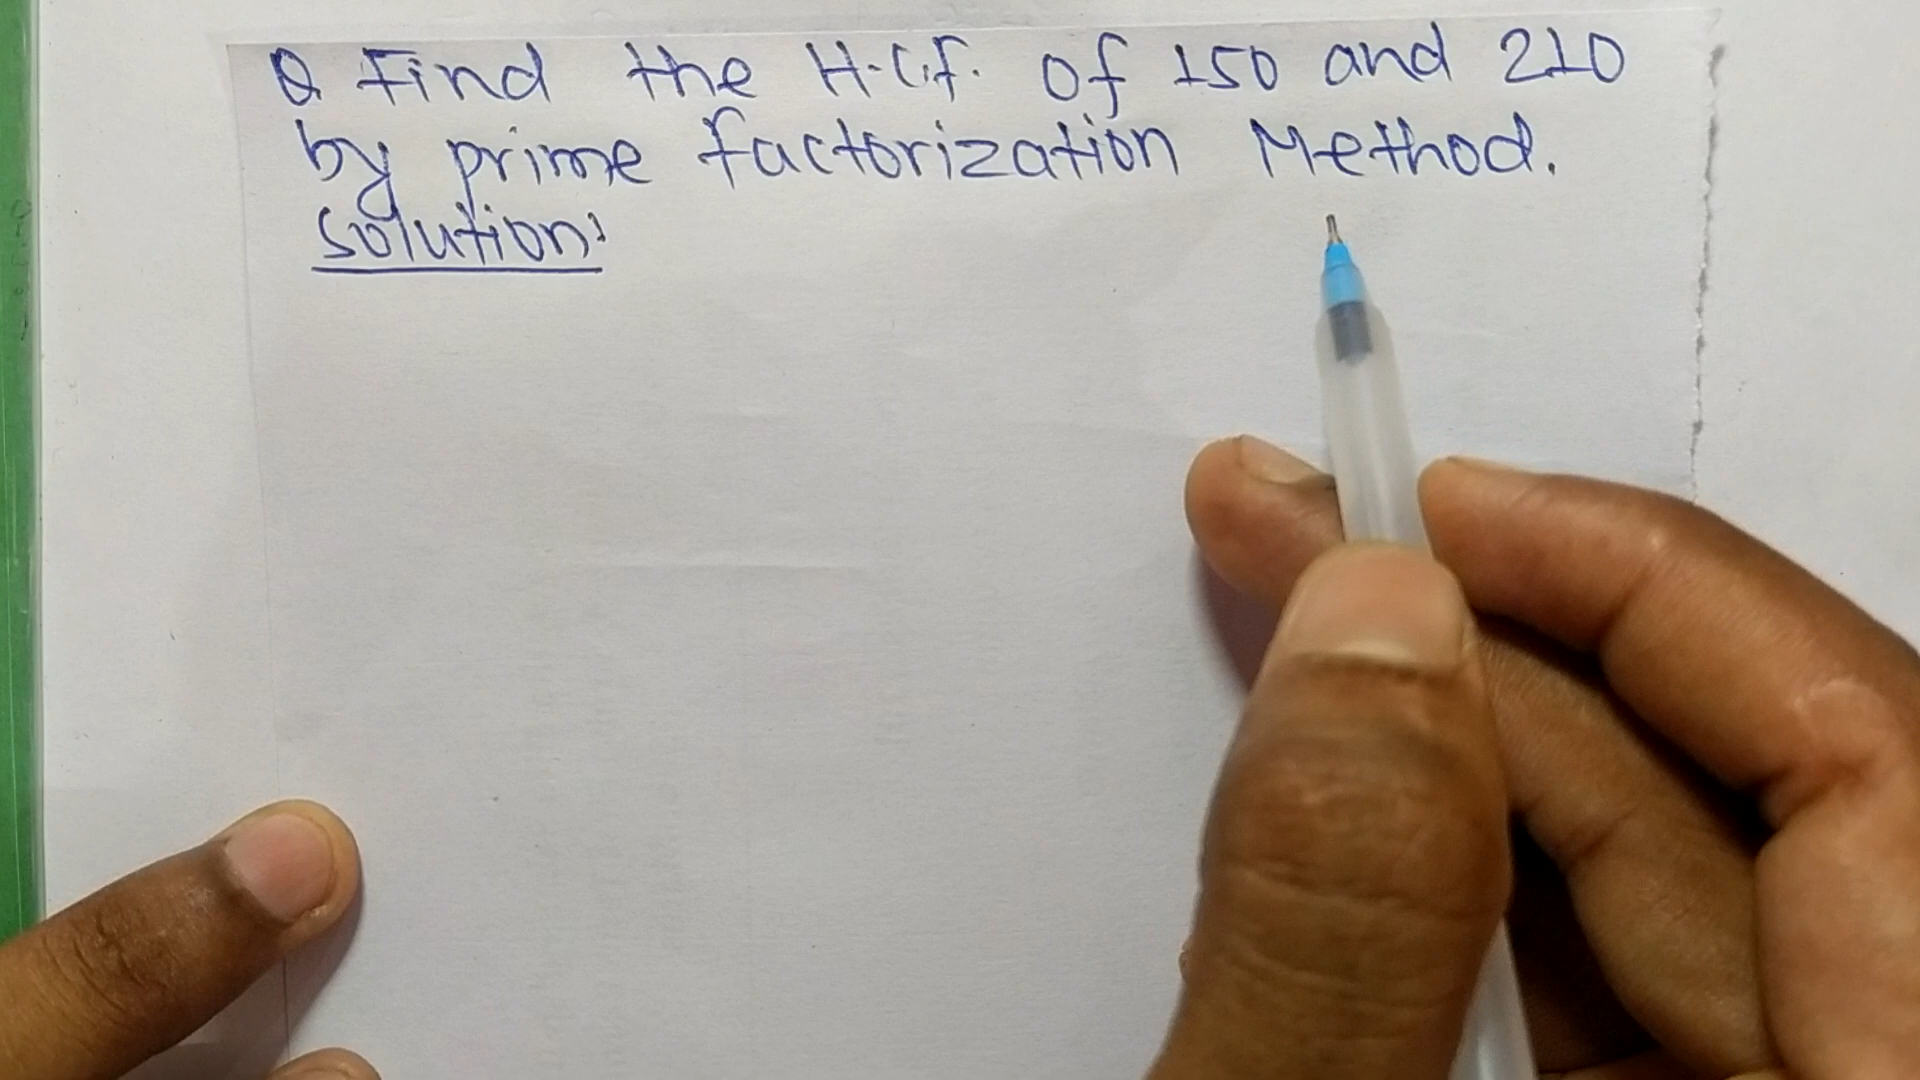 Q Find the H.C.F. of 150 and 210
by prime factorization Method.
Solution: